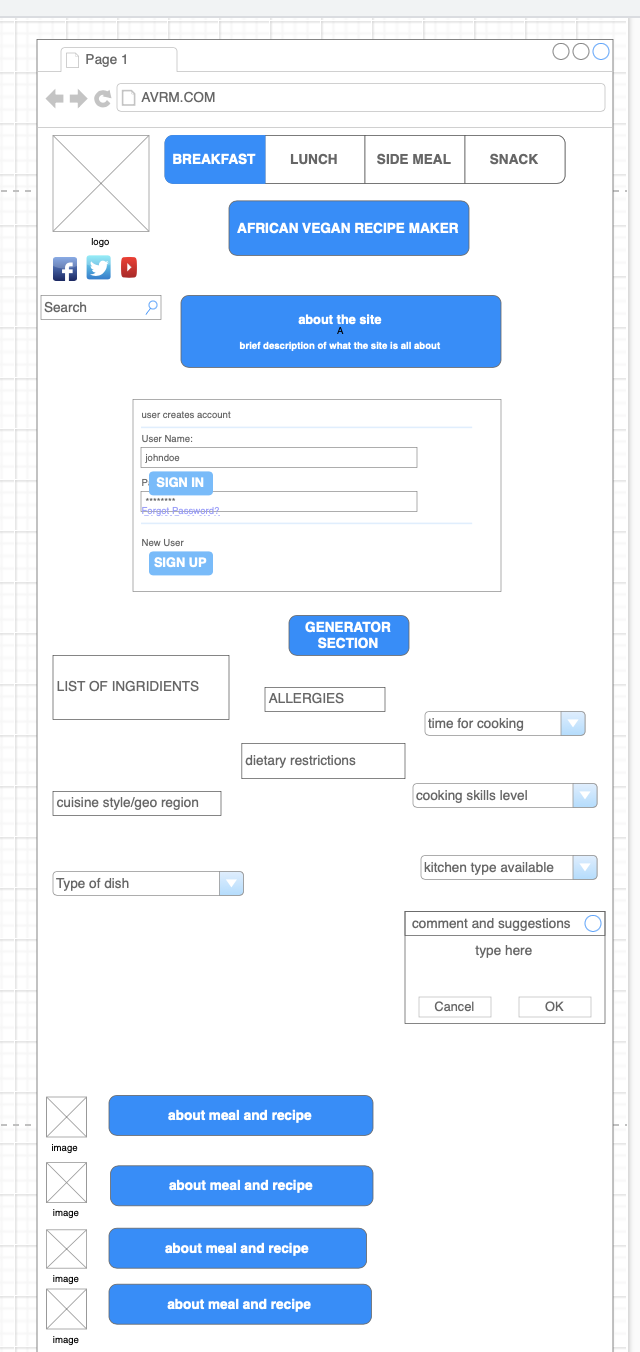 Page 1
AVRM.COM
BREAKFAST
LUNCH
SIDE MEAL
SNACK
logo
AFRICAN VEGAN RECIPE MAKER
Search
about the site
A
brief description of what the site is all about
user creates account
User Name:
johndoe
SIGN IN
********
Forgot Password?
New User
SIGN UP
GENERATOR
SECTION
LIST OF INGRIDIENTS
ALLERGIES
time for cooking
dietary restrictions
cooking skills level
cuisine style/geo region
kitchen type available
Type of dish
comment and suggestions
type here
Cancel
OK
about meal and recipe
image
about meal and recipe
image
about meal and recipe
image
about meal and recipe
image